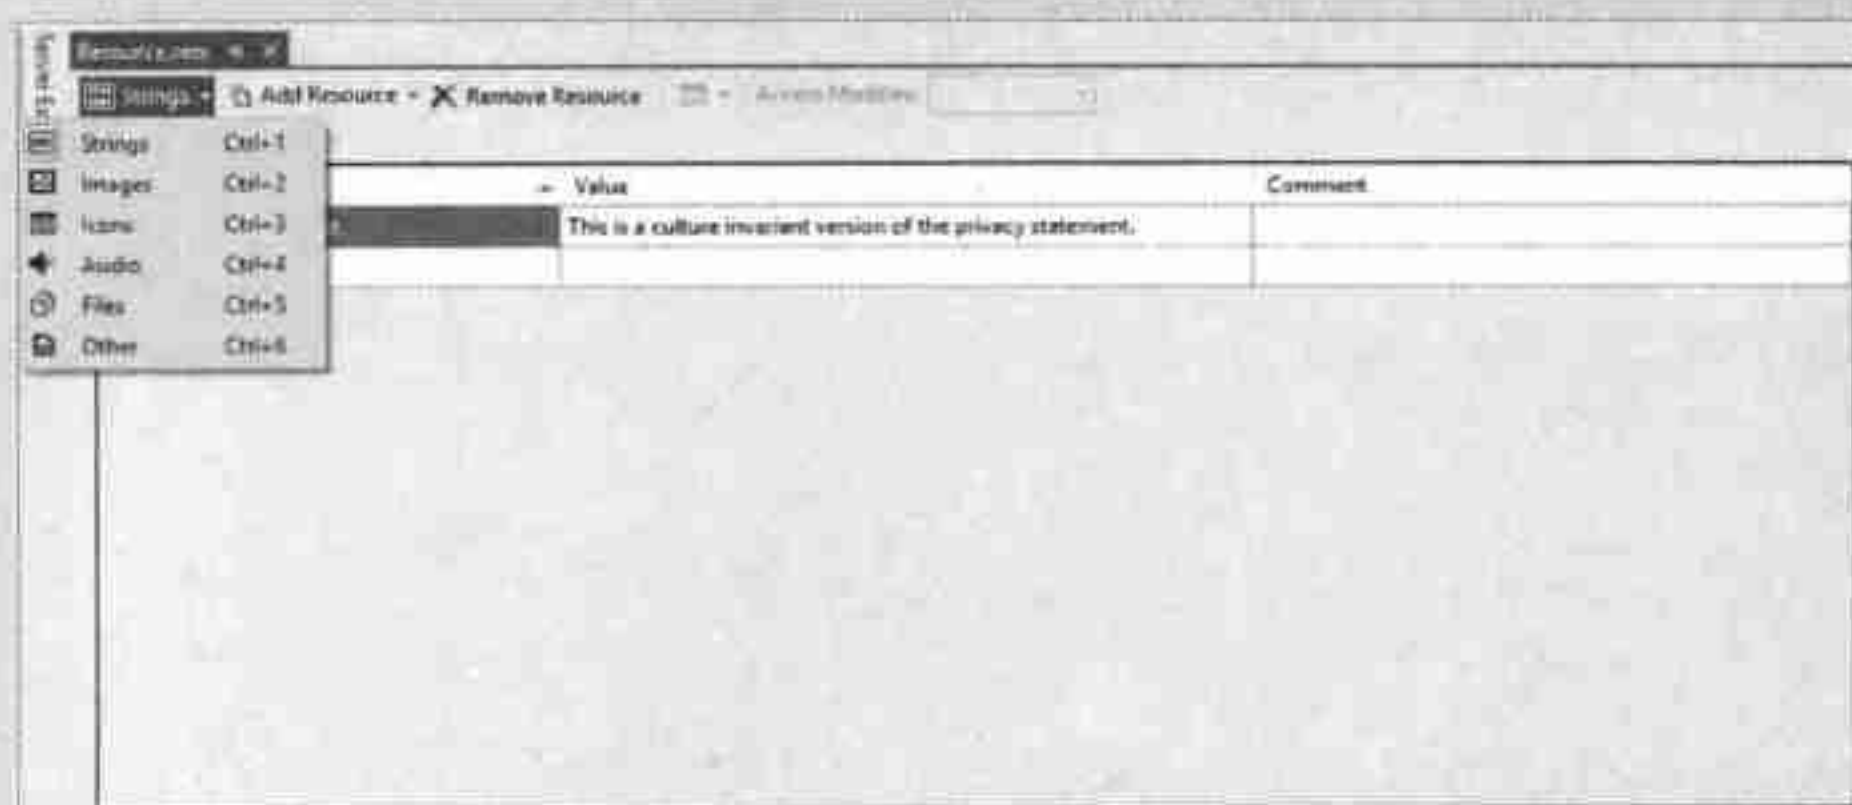 Resource.resx
Strings Add Resource Remove Resource Access Modifier:
Strings Ctrl+1
Images Ctrl+2
Icons Ctrl+3
Audio Ctrl+4
Files Ctrl+5
Other Ctrl+6
Value Comment
This is a culture invariant version of the privacy statement.
Server